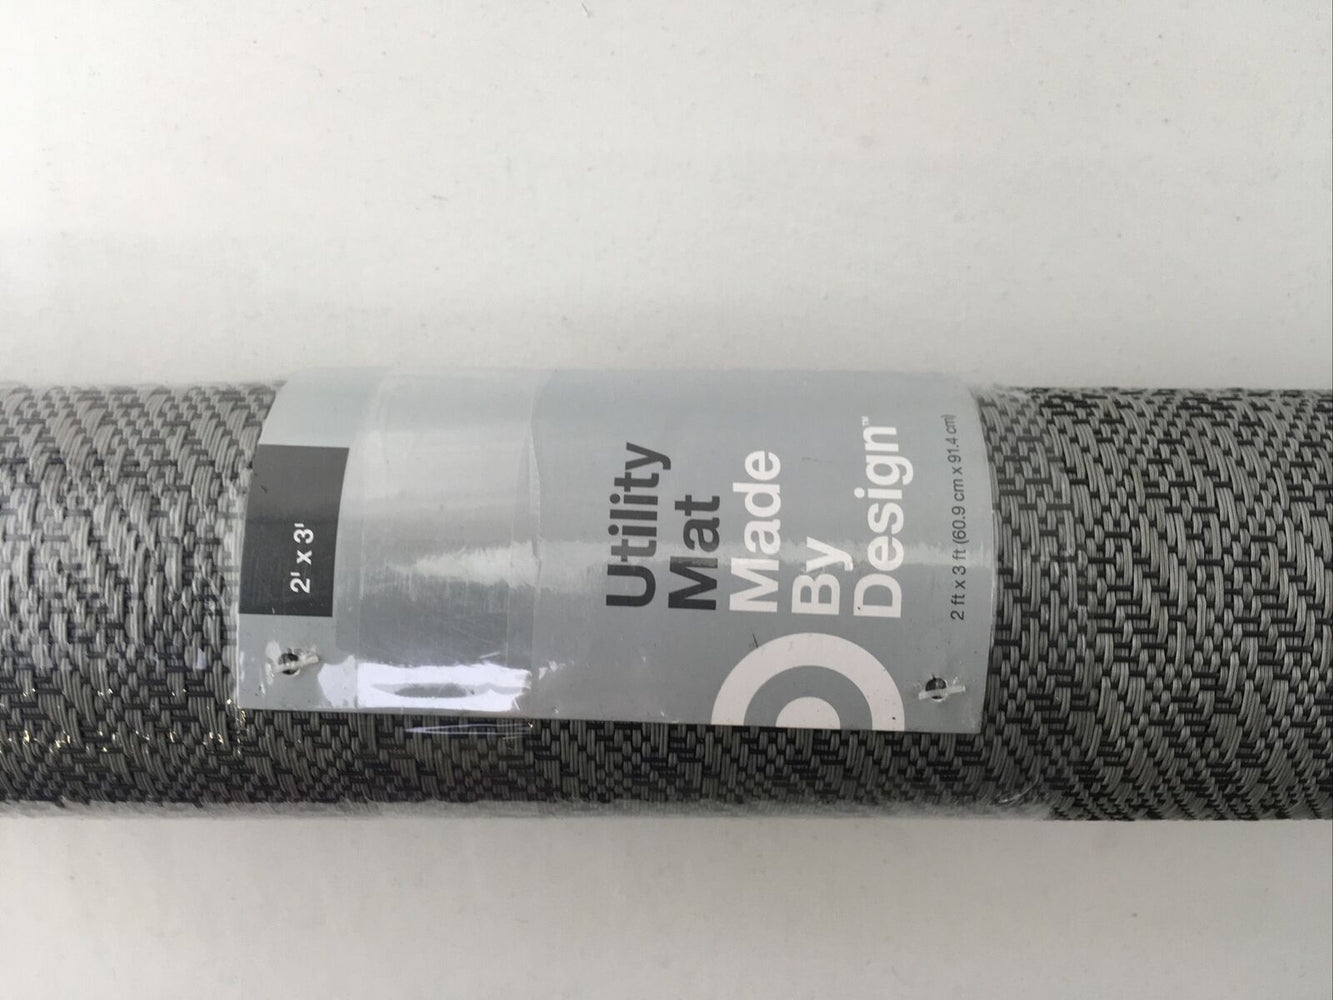 2' x 3'
Utility
Mat
Made
By
Design™
2 ft x 3 ft (60.9 cm x 91.4 cm)